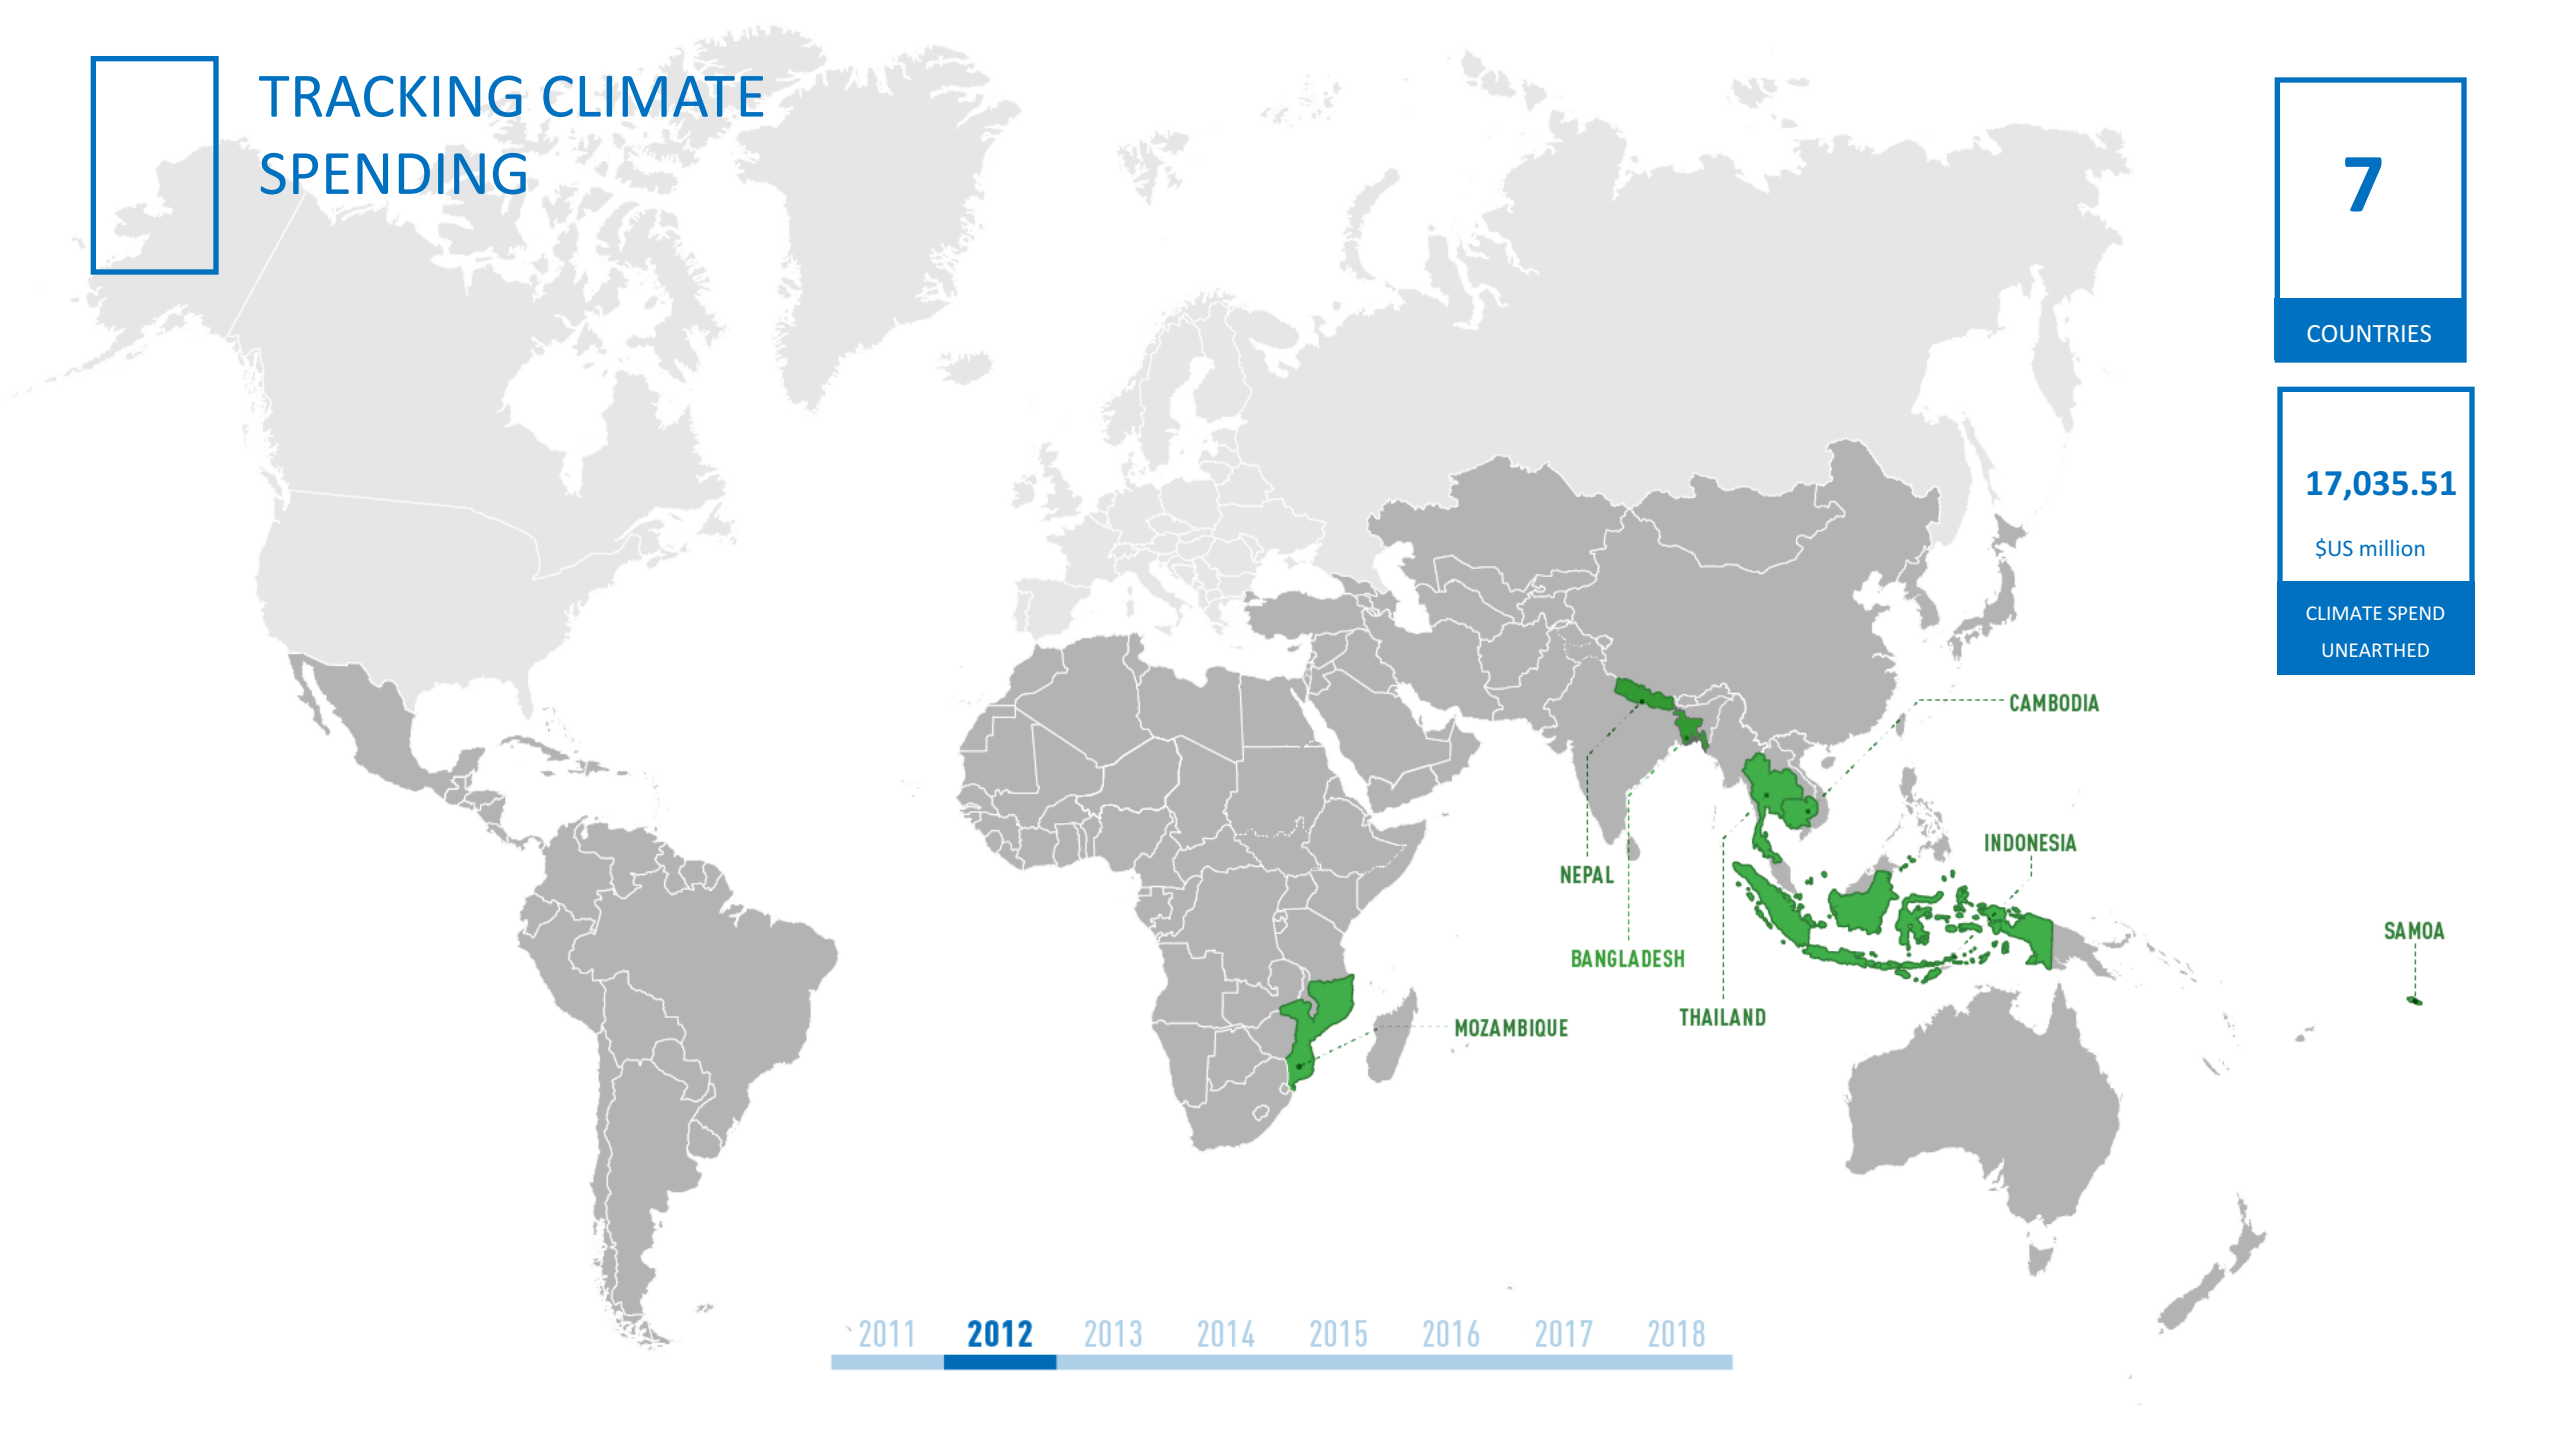 TRACKING CLIMATE
SPENDING
7
COUNTRIES
17,035.51
$US million
CLIMATE SPEND
UNEARTHED
CAMBODIA
INDONESIA
NEPAL
SAMOA
BANGLADESH
THAILAND
MOZAMBIQUE
2011 2012 2013 2014 2015 2016 2017 2018